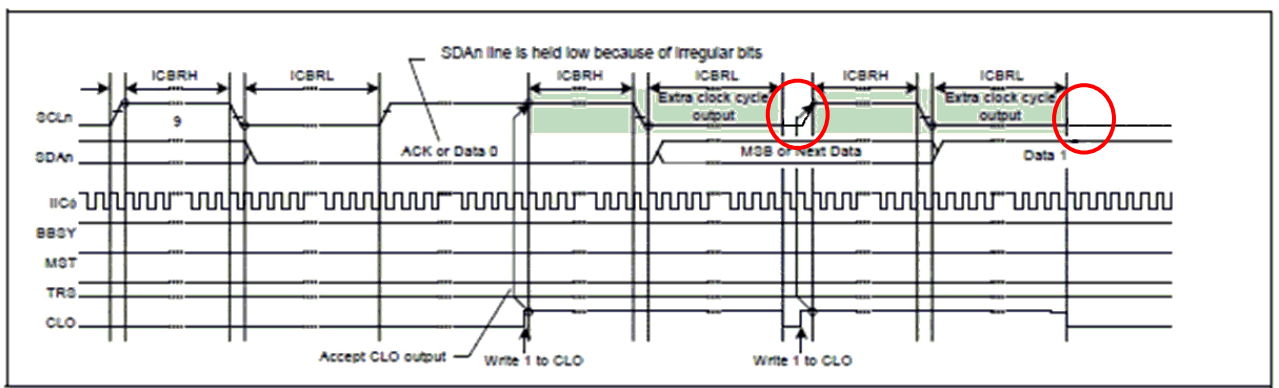 SDAn line is held low because of irregular bits
ICBRH
ICBRL
ICBRH
ICBRL
ICBRH
ICBRL
Extra clock cycle
output
Extra clock cycle
output
SCLn
9
SDAn
ACK or Data 0
MSB or Next Data
Data 1
IICφ
BBSY
MST
TRS
CLO
Accept CLO output
Write 1 to CLO
Write 1 to CLO